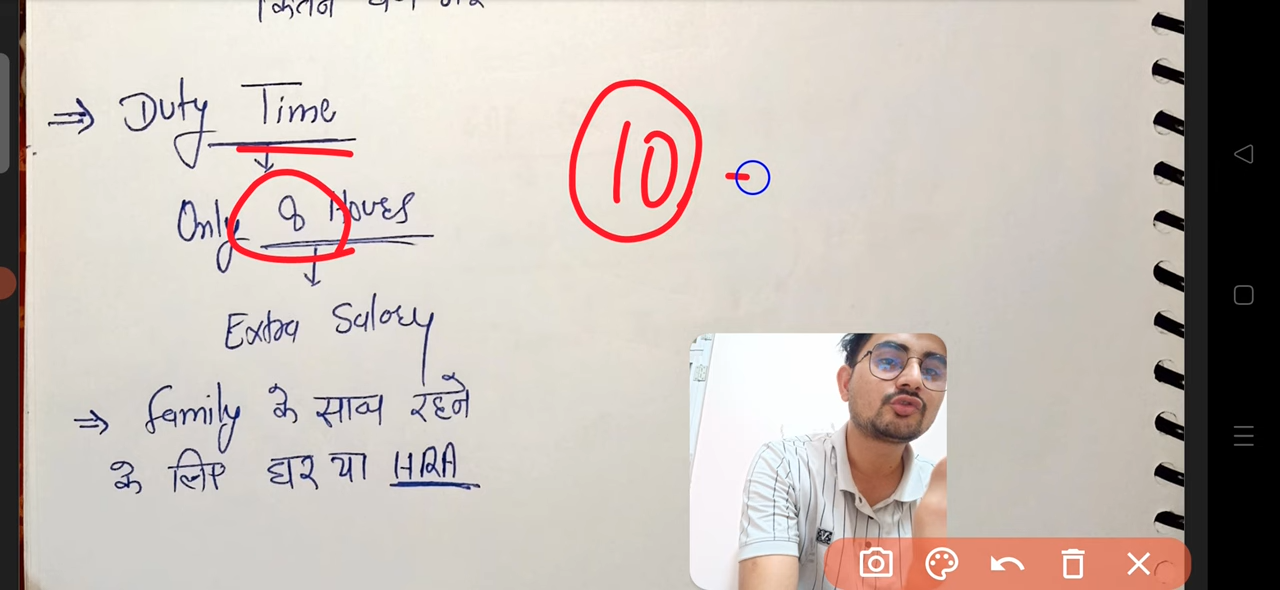 ⇒ Duty Time
Only 8 Hours
Extra Salary
⇒ family के साथ रहने
के लिए घर या HRA
10 -